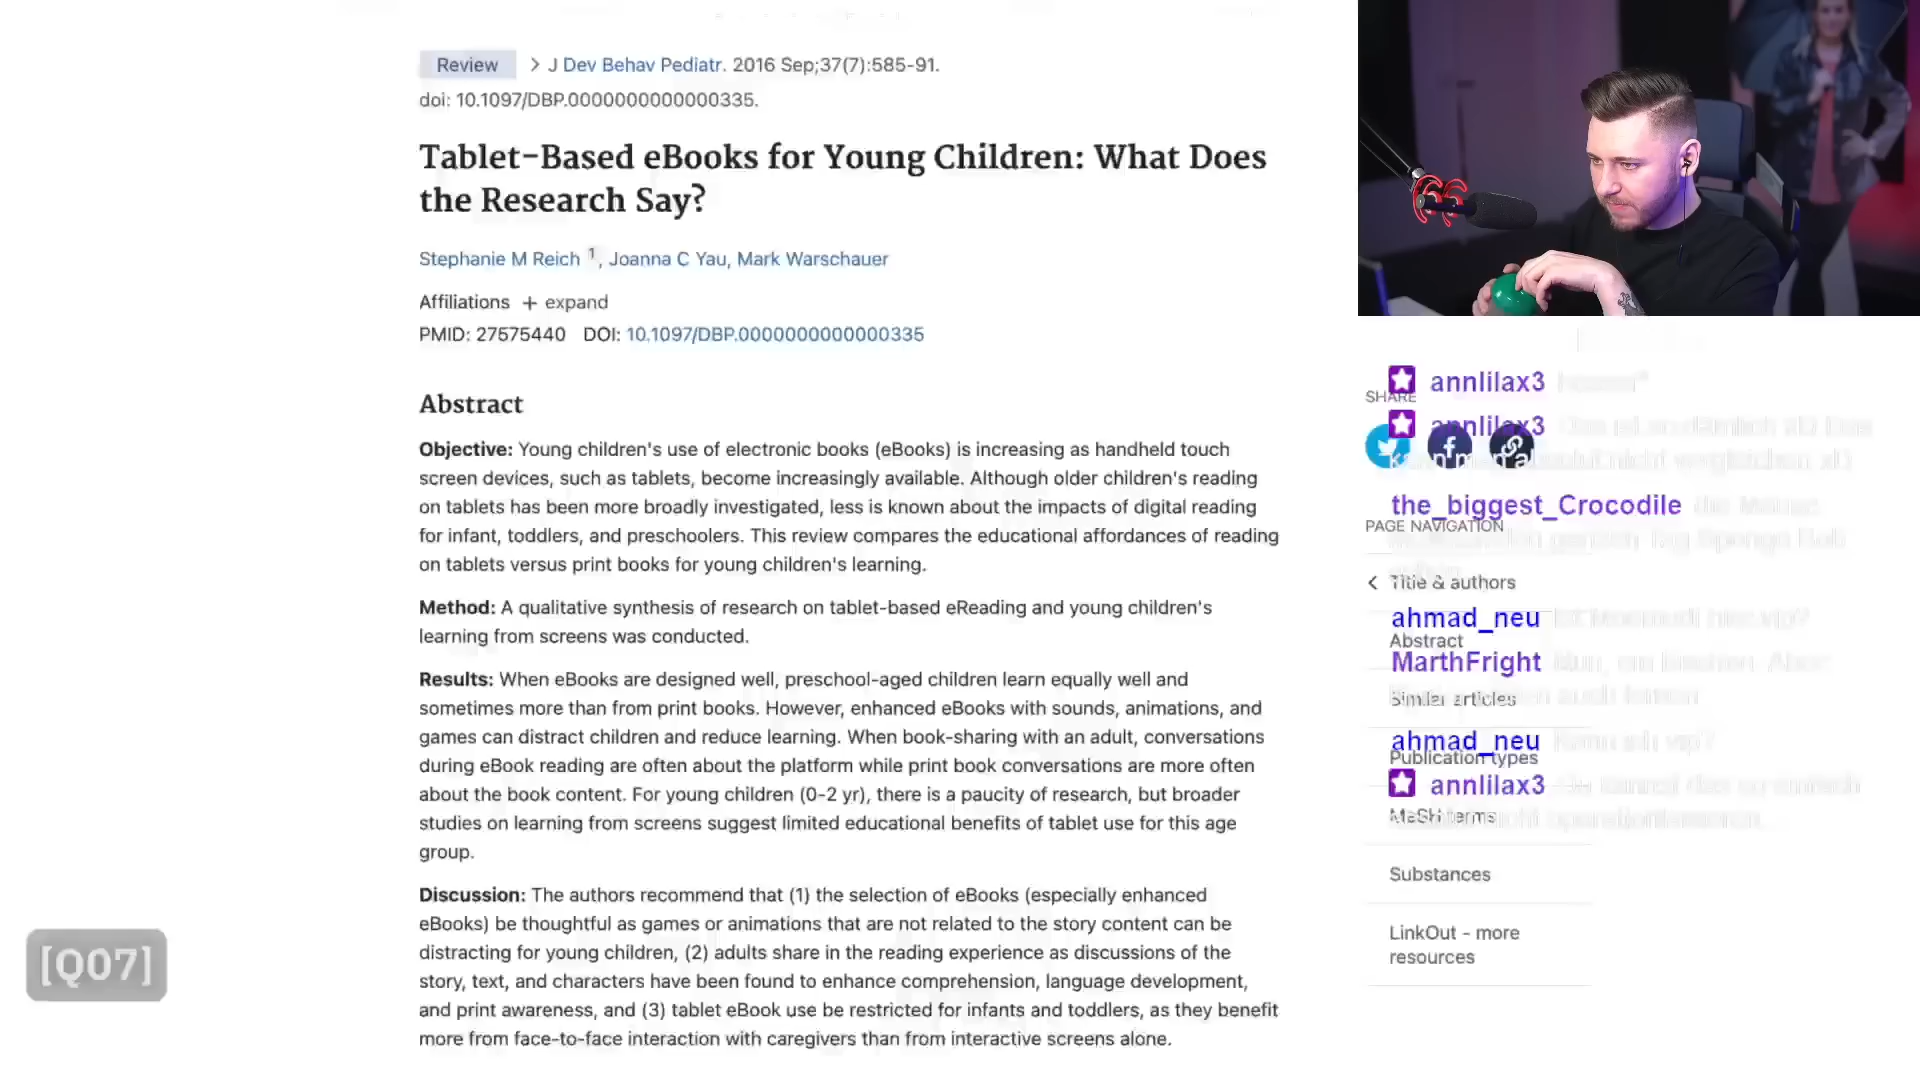 Review > J Dev Behav Pediatr. 2016 Sep;37(7):585-91.
doi: 10.1097/DBP.0000000000000335.
Tablet-Based eBooks for Young Children: What Does
the Research Say?
Stephanie M Reich 1, Joanna C Yau, Mark Warschauer
Affiliations + expand
PMID: 27575440 DOI: 10.1097/DBP.0000000000000335
Abstract
Objective: Young children's use of electronic books (eBooks) is increasing as handheld touch
screen devices, such as tablets, become increasingly available. Although older children's reading
on tablets has been more broadly investigated, less is known about the impacts of digital reading
for infant, toddlers, and preschoolers. This review compares the educational affordances of reading
on tablets versus print books for young children's learning.
Method: A qualitative synthesis of research on tablet-based eReading and young children's
learning from screens was conducted.
Results: When eBooks are designed well, preschool-aged children learn equally well and
sometimes more than from print books. However, enhanced eBooks with sounds, animations, and
games can distract children and reduce learning. When book-sharing with an adult, conversations
during eBook reading are often about the platform while print book conversations are more often
about the book content. For young children (0-2 yr), there is a paucity of research, but broader
studies on learning from screens suggest limited educational benefits of tablet use for this age
group.
Discussion: The authors recommend that (1) the selection of eBooks (especially enhanced
eBooks) be thoughtful as games or animations that are not related to the story content can be
distracting for young children, (2) adults share in the reading experience as discussions of the
story, text, and characters have been found to enhance comprehension, language development,
and print awareness, and (3) tablet eBook use be restricted for infants and toddlers, as they benefit
more from face-to-face interaction with caregivers than from interactive screens alone.
[Q07]
annlilax3
SHARE
annlilax3
the_biggest_Crocodile
PAGE NAVIGATION
Title & authors
ahmad_neu
Abstract
MarthFright
Similar articles
ahmad_neu
Publication types
annlilax3
MeSH terms
Substances
LinkOut - more
resources